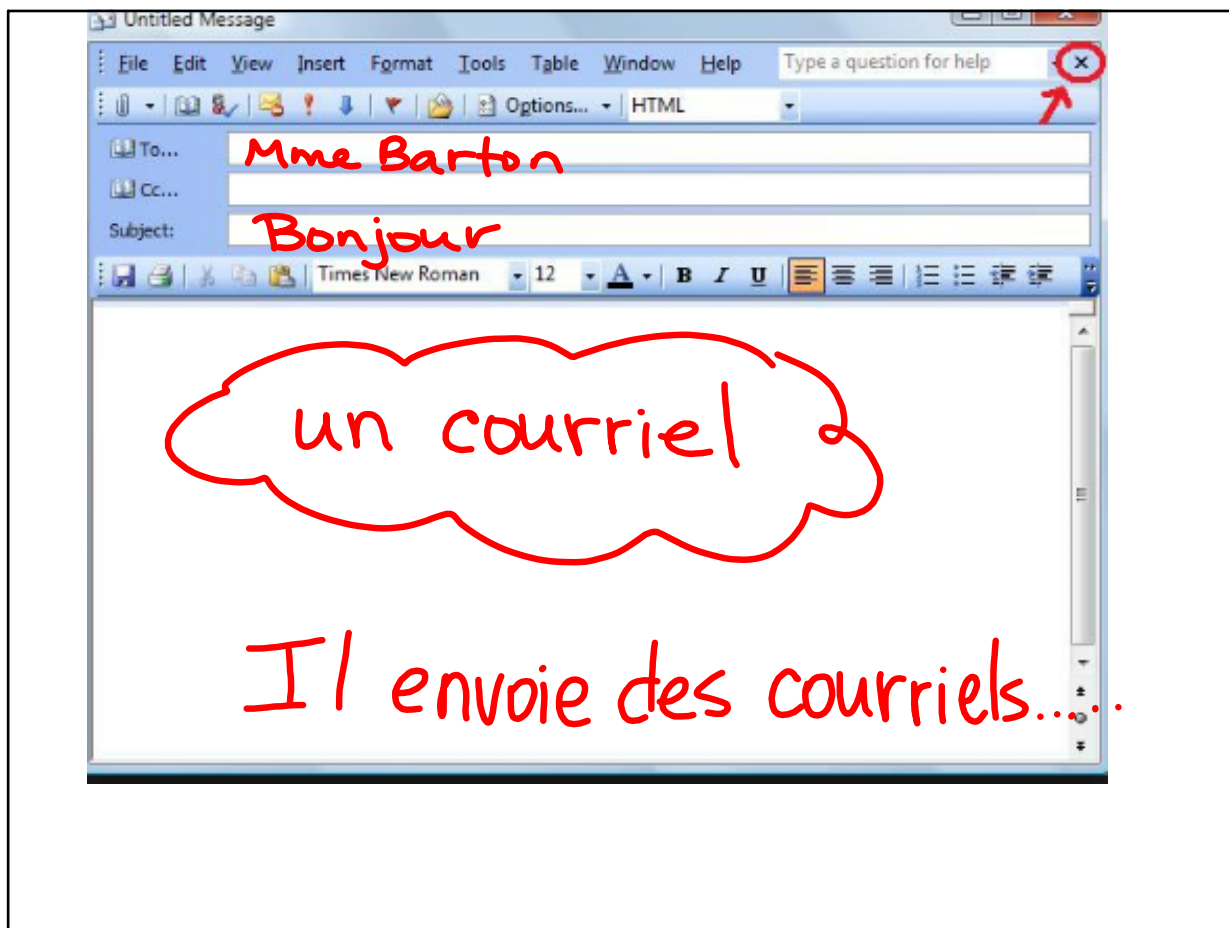 Untitled Message
File Edit View Insert Format Tools Table Window Help Type a question for help
Options... HTML
To... Mme Barton
Cc...
Subject: Bonjour
Times New Roman 12 A B I U
un courriel
Il envoie des courriels.....